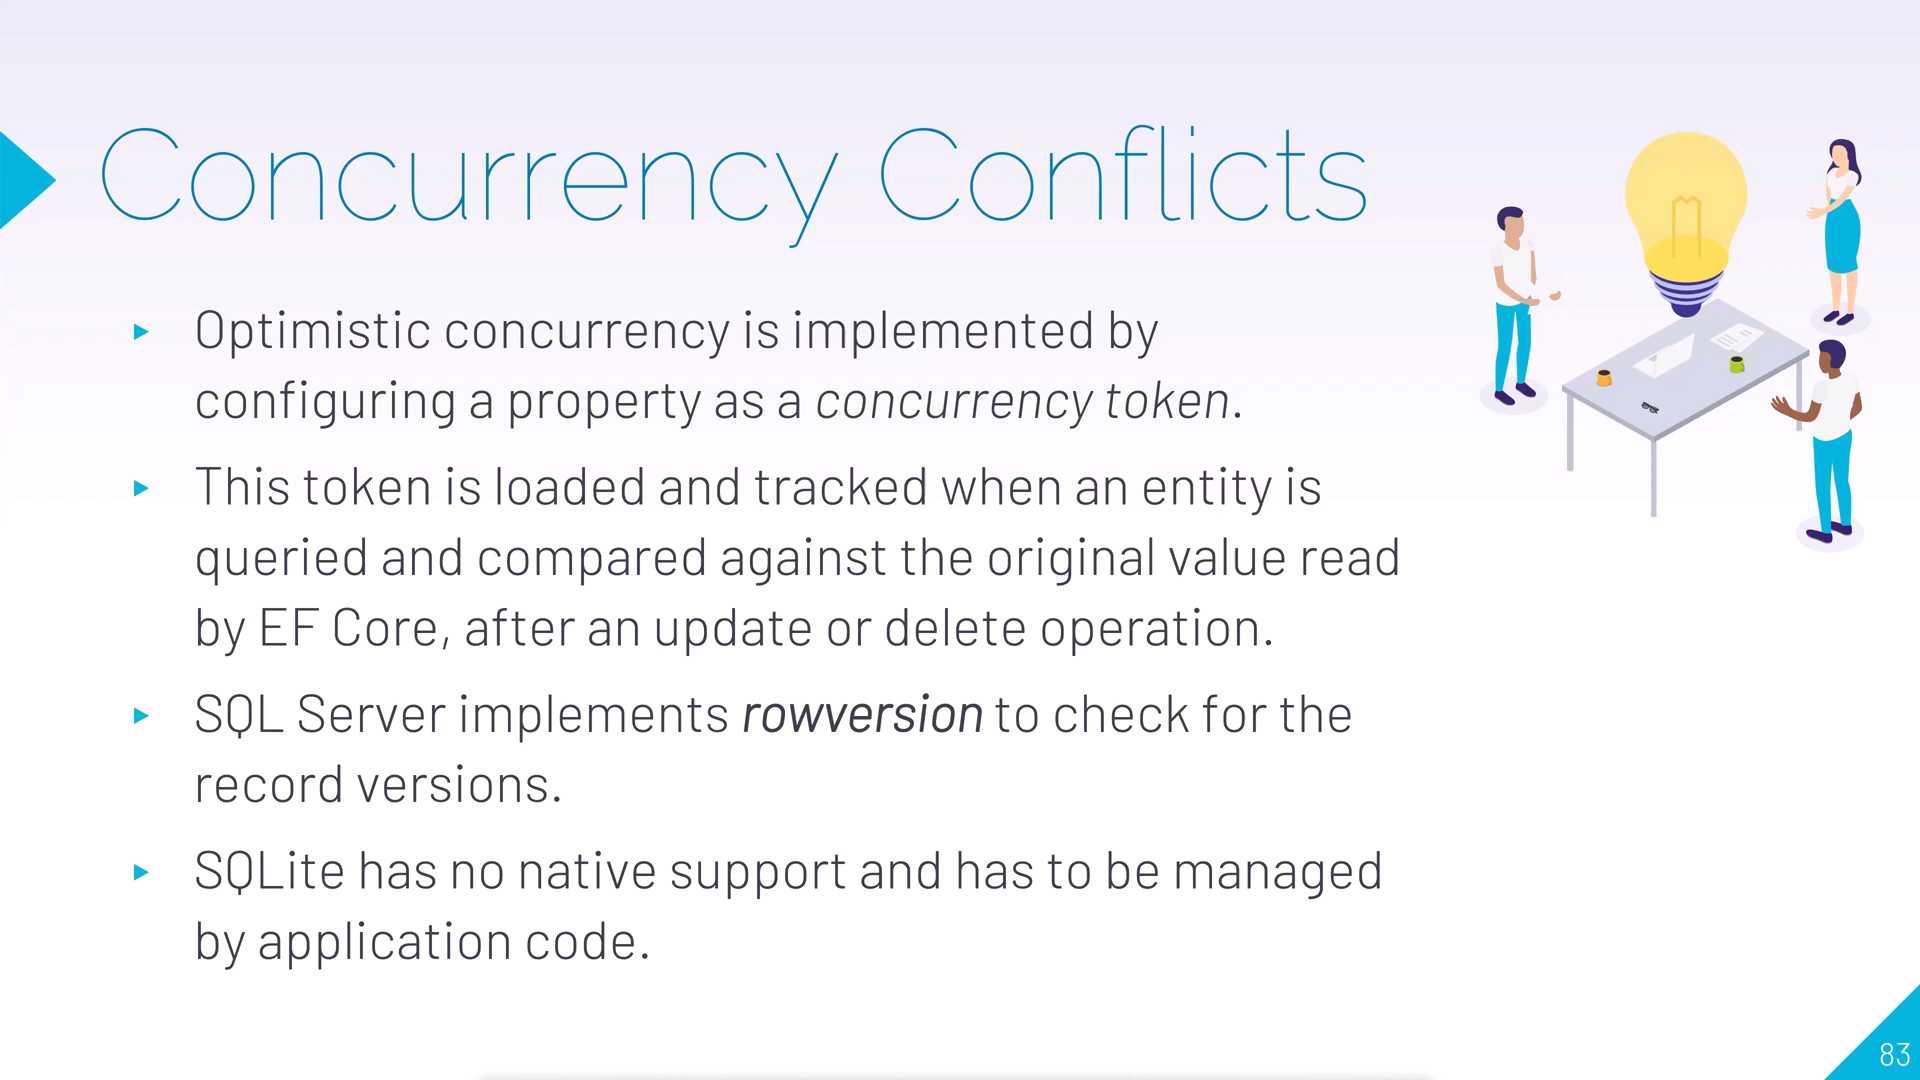 Concurrency Conflicts
Optimistic concurrency is implemented by
configuring a property as a concurrency token.
This token is loaded and tracked when an entity is
queried and compared against the original value read
by EF Core, after an update or delete operation.
SQL Server implements rowversion to check for the
record versions.
SQLite has no native support and has to be managed
by application code.
83